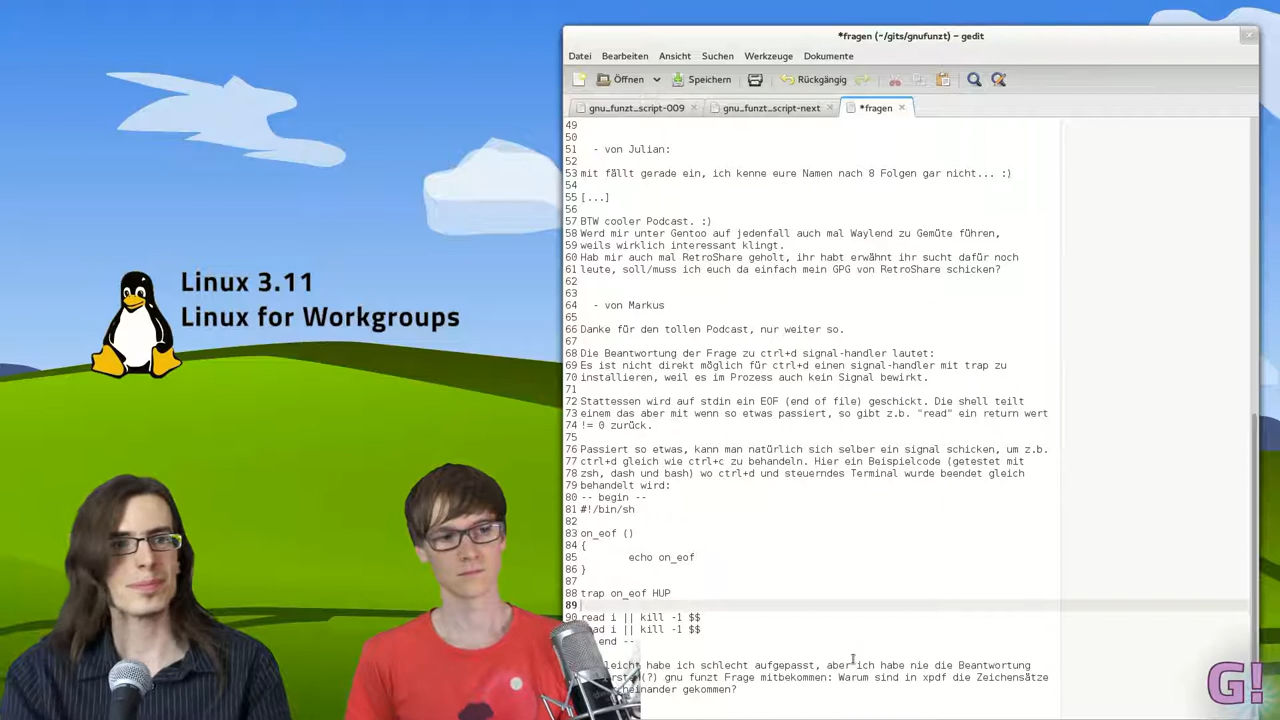 *fragen (~/gits/gnufunzt) – gedit
Datei Bearbeiten Ansicht Suchen Werkzeuge Dokumente
Öffnen Speichern Rückgängig
gnu_funzt_script-009 gnu_funzt_script-next *fragen
49
50
51 - von Julian:
52
53 mit fällt gerade ein, ich kenne eure Namen nach 8 Folgen gar nicht... :)
54
55 [...]
56
57 BTW cooler Podcast. :)
58 Werd mir unter Gentoo auf jedenfall auch mal Waylend zu Gemüte führen,
59 weils wirklich interessant klingt.
60 Hab mir auch mal RetroShare geholt, ihr habt erwähnt ihr sucht dafür noch
61 leute, soll/muss ich euch da einfach mein GPG von RetroShare schicken?
62
63
64 - von Markus
65
66 Danke für den tollen Podcast, nur weiter so.
67
68 Die Beantwortung der Frage zu ctrl+d signal-handler lautet:
69 Es ist nicht direkt möglich für ctrl+d einen signal-handler mit trap zu
70 installieren, weil es im Prozess auch kein Signal bewirkt.
71
72 Stattessen wird auf stdin ein EOF (end of file) geschickt. Die shell teilt
73 einem das aber mit wenn so etwas passiert, so gibt z.b. "read" ein return wert
74 != 0 zurück.
75
76 Passiert so etwas, kann man natürlich sich selber ein signal schicken, um z.b.
77 ctrl+d gleich wie ctrl+c zu behandeln. Hier ein Beispielcode (getestet mit
78 zsh, dash und bash) wo ctrl+d und steuerndes Terminal wurde beendet gleich
79 behandelt wird:
80 -- begin --
81 #!/bin/sh
82
83 on_eof ()
84 {
85 echo on_eof
86 }
87
88 trap on_eof HUP
89
90 read i || kill -1 $$
i || kill -1 $$
end --
habe ich schlecht aufgepasst, aber ich habe nie die Beantwortung
(?) gnu funzt Frage mitbekommen: Warum sind in xpdf die Zeichensätze
gekommen?
Linux 3.11
Linux for Workgroups
G!